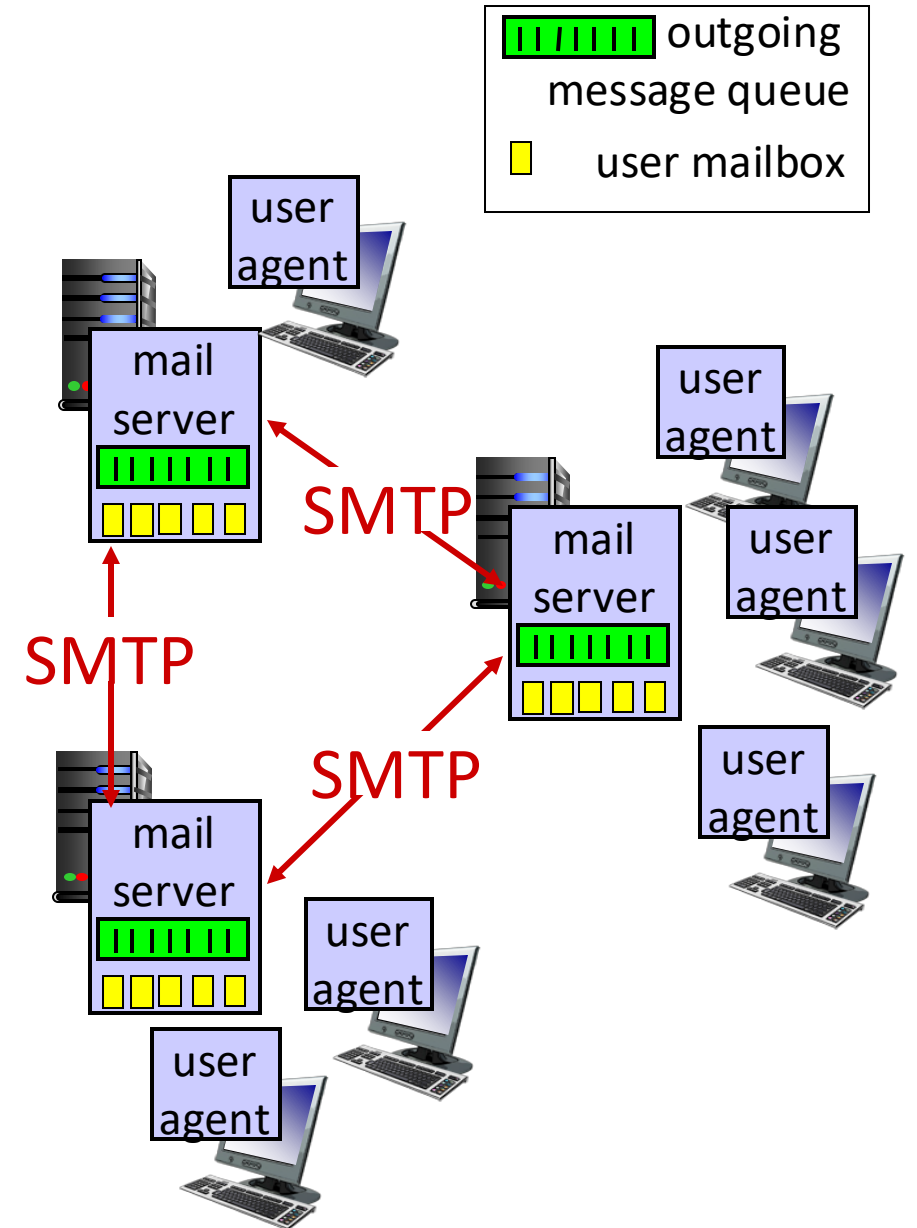 outgoing
message queue
user mailbox
user
agent
mail
server
user
agent
SMTP
mail
server
user
agent
SMTP
SMTP
user
agent
mail
server
user
agent
user
agent